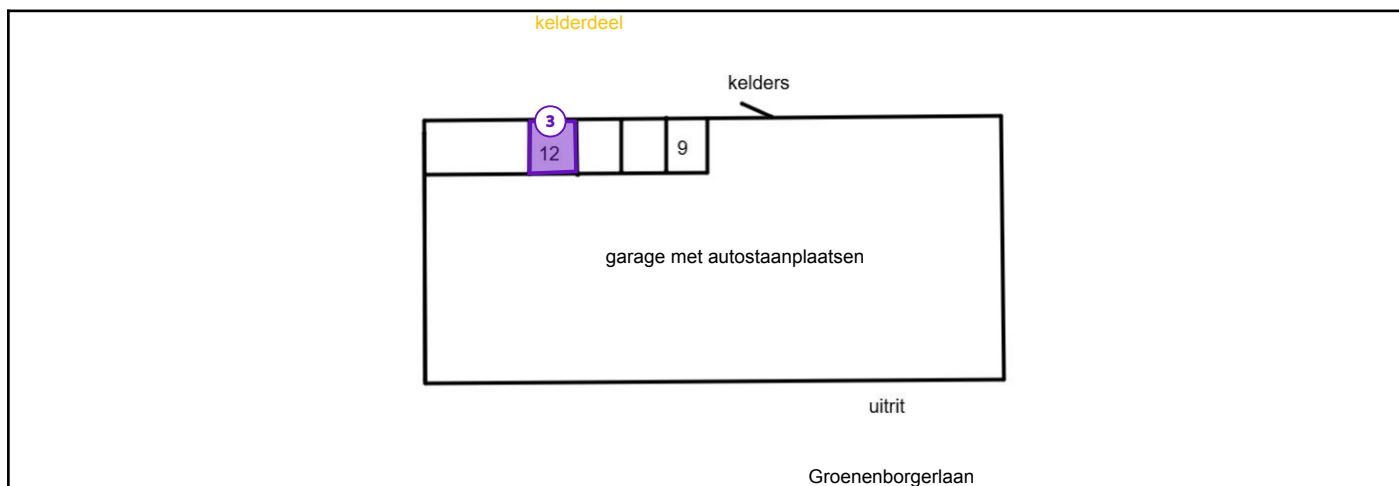 kelderdeel
kelders
3
12
9
garage met autostaanplaatsen
uitrit
Groenenborgerlaan